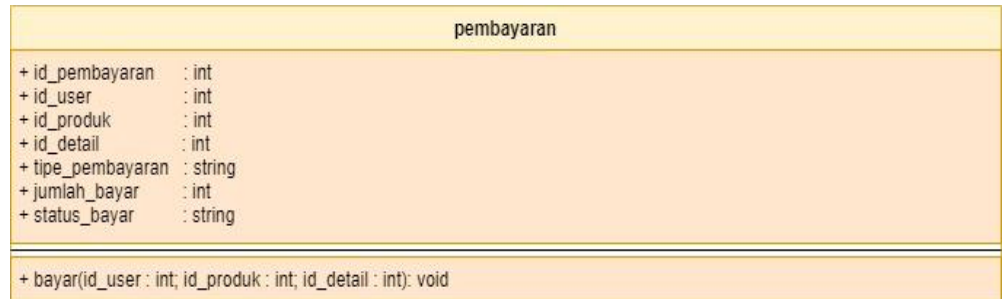 pembayaran
+ id_pembayaran : int
+ id_user : int
+ id_produk : int
+ id_detail : int
+ tipe_pembayaran : string
+ jumlah_bayar : int
+ status_bayar : string
+ bayar(id_user : int; id_produk : int; id_detail : int): void